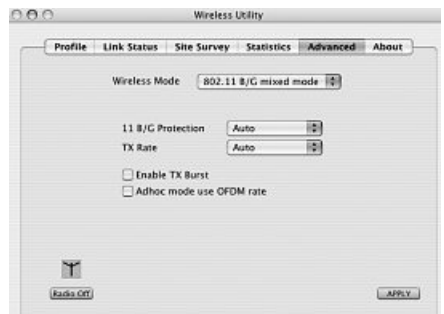 Wireless Utility
Profile Link Status Site Survey Statistics Advanced About
Wireless Mode 802.11 B/G mixed mode
11 B/G Protection Auto
TX Rate Auto
Enable TX Burst
Adhoc mode use OFDM rate
Radio Off APPLY